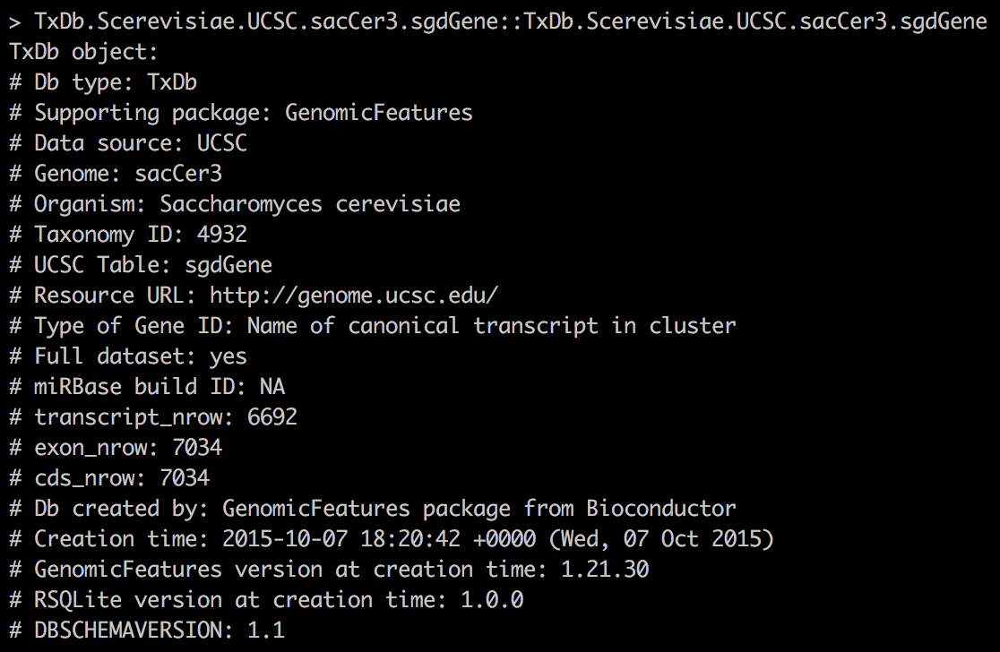 > TxDb.Scerevisiae.UCSC.sacCer3.sgdGene::TxDb.Scerevisiae.UCSC.sacCer3.sgdGene
TxDb object:
# Db type: TxDb
# Supporting package: GenomicFeatures
# Data source: UCSC
# Genome: sacCer3
# Organism: Saccharomyces cerevisiae
# Taxonomy ID: 4932
# UCSC Table: sgdGene
# Resource URL: http://genome.ucsc.edu/
# Type of Gene ID: Name of canonical transcript in cluster
# Full dataset: yes
# miRBase build ID: NA
# transcript_nrow: 6692
# exon_nrow: 7034
# cds_nrow: 7034
# Db created by: GenomicFeatures package from Bioconductor
# Creation time: 2015-10-07 18:20:42 +0000 (Wed, 07 Oct 2015)
# GenomicFeatures version at creation time: 1.21.30
# RSQLite version at creation time: 1.0.0
# DBSCHEMAVERSION: 1.1